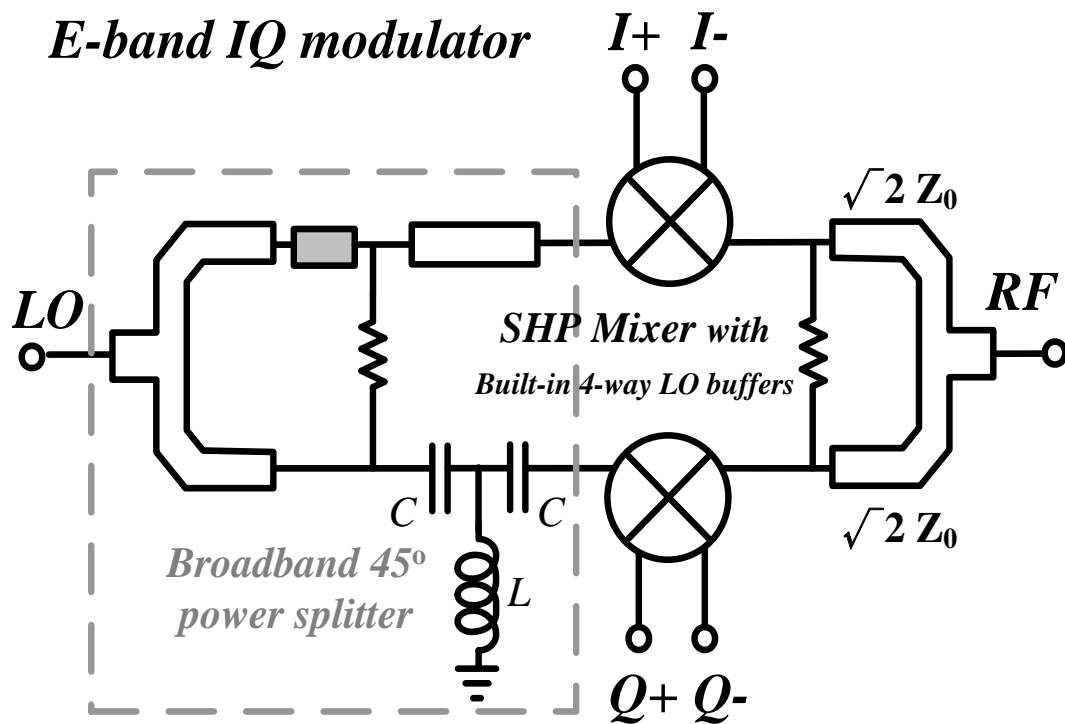 E-band IQ modulator
I+ I-
√2 Z₀
LO
RF
SHP Mixer with
Built-in 4-way LO buffers
C
C
L
√2 Z₀
Broadband 45º
power splitter
Q+ Q-